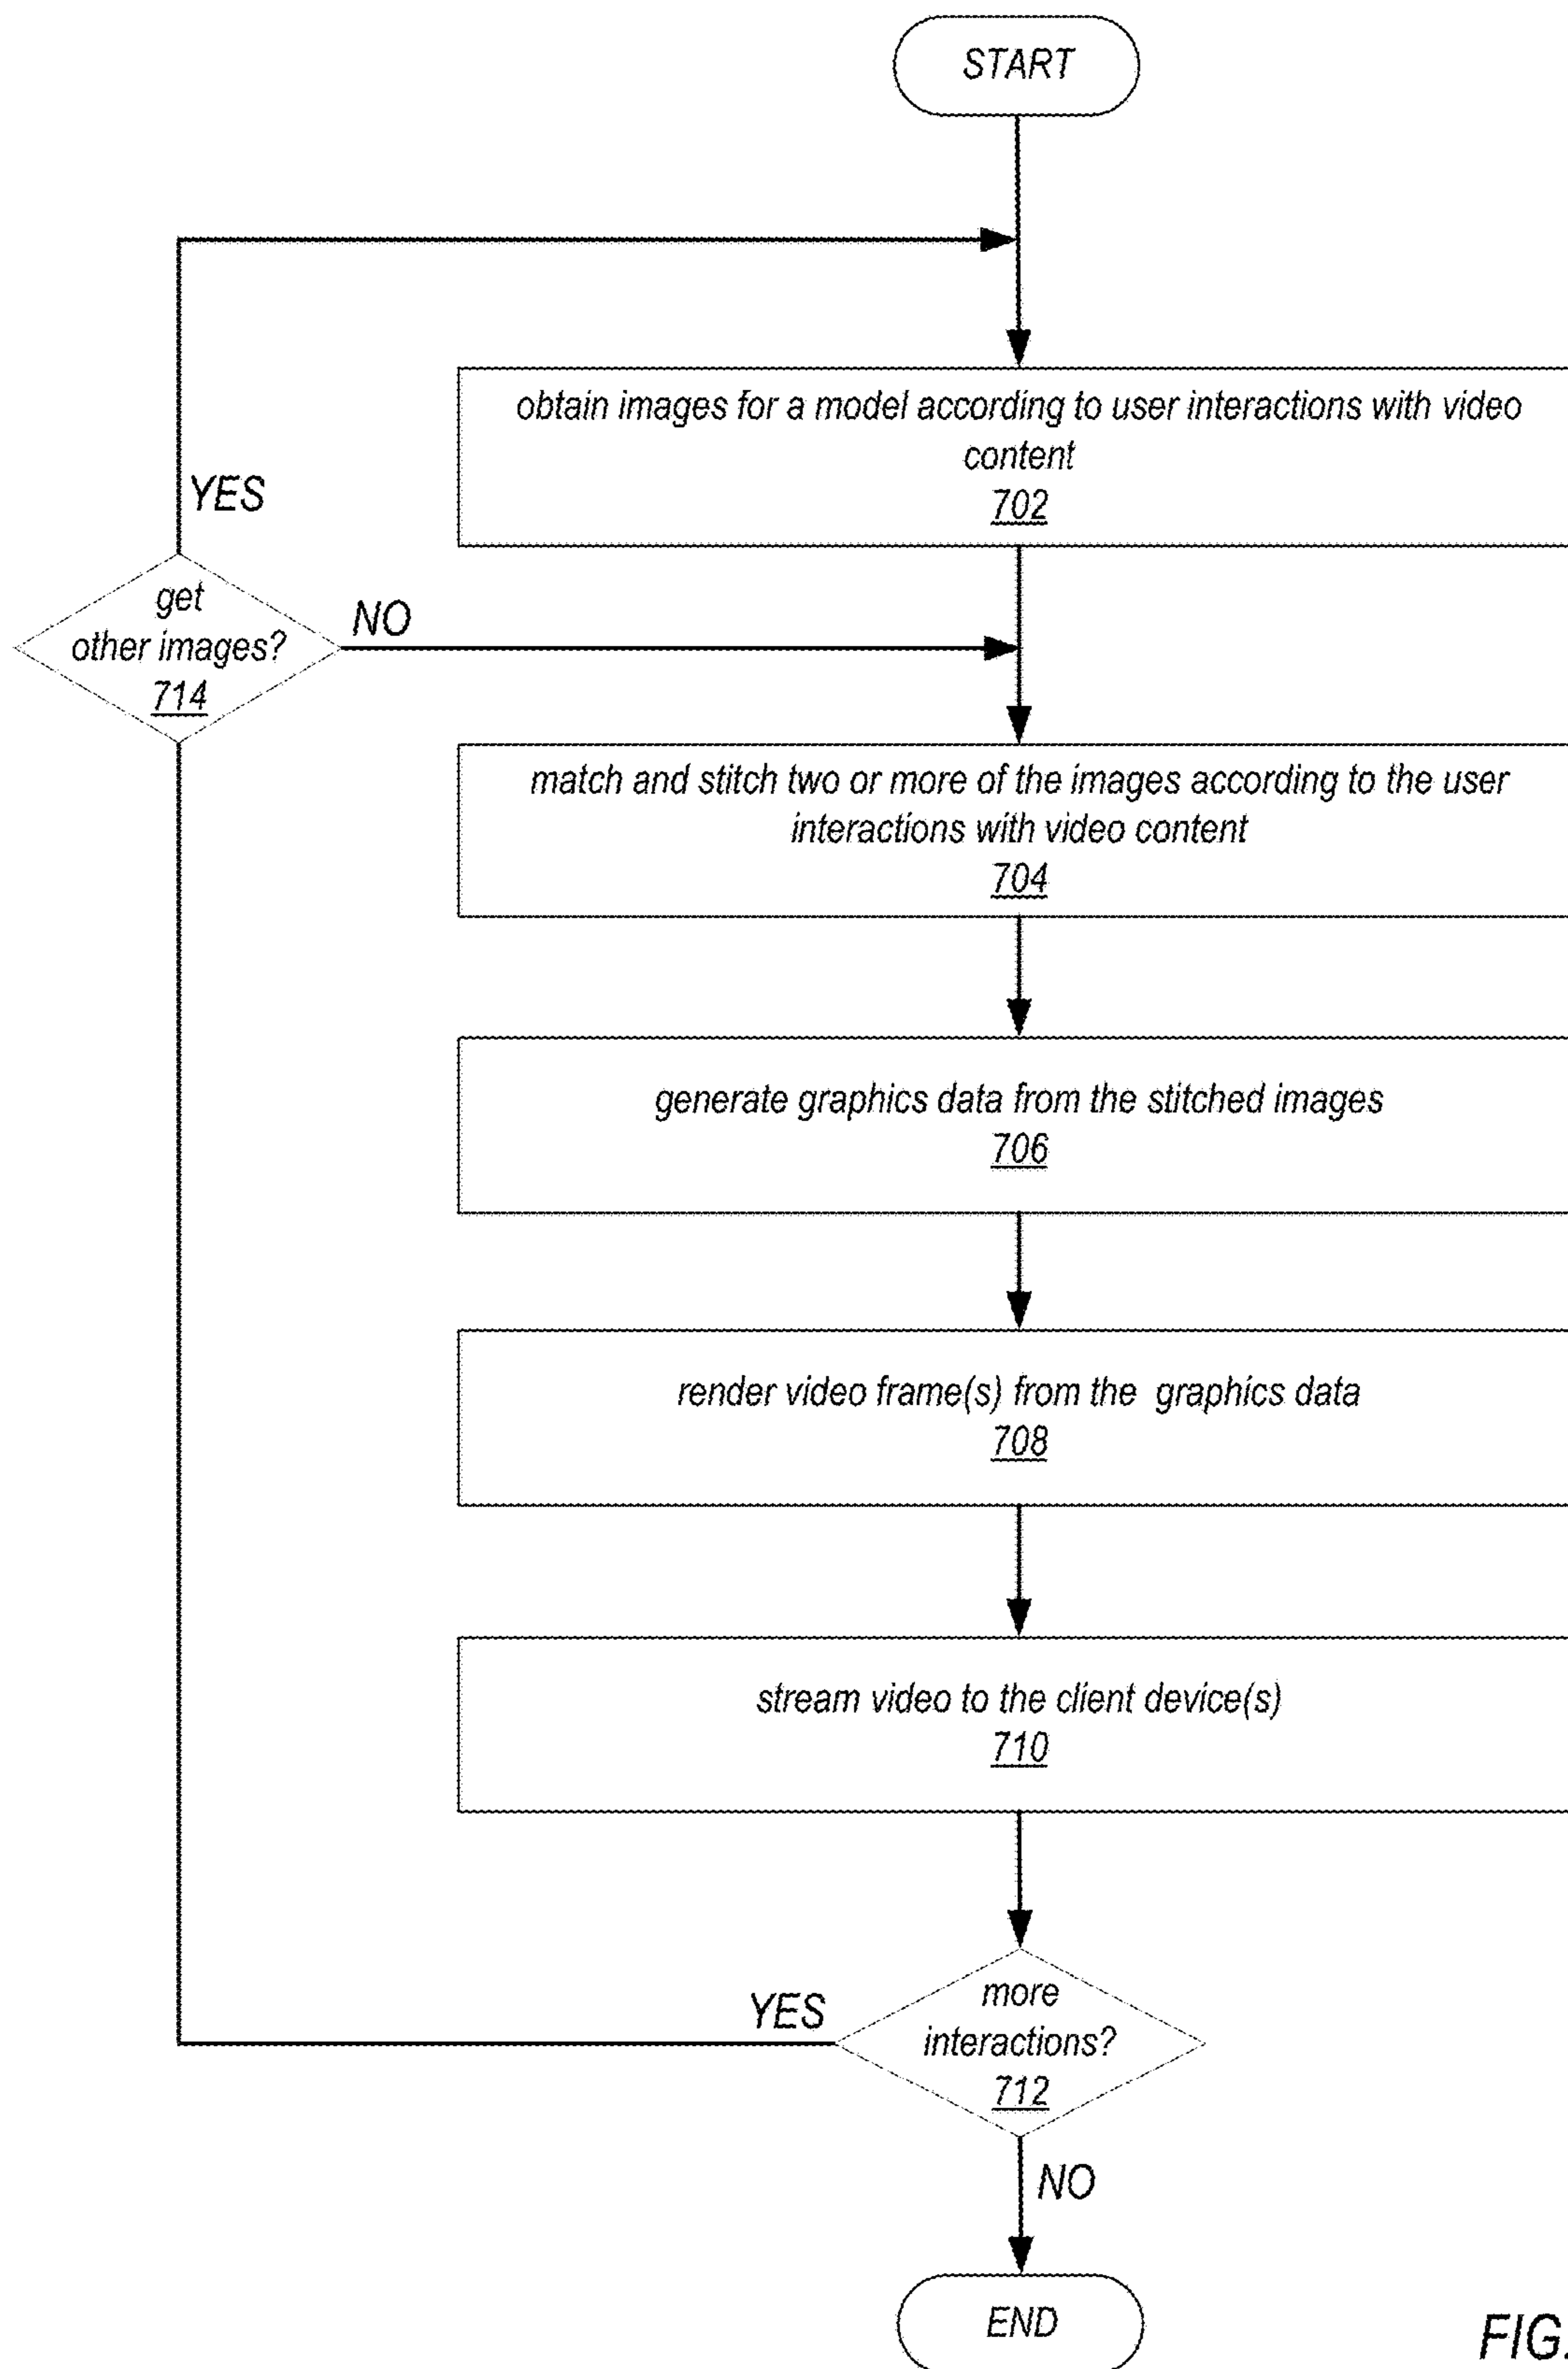 START
obtain images for a model according to user interactions with video
content
702
YES
get
other images?
714
NO
match and stitch two or more of the images according to the user
interactions with video content
704
generate graphics data from the stitched images
706
render video frame(s) from the graphics data
708
stream video to the client device(s)
710
YES
more
interactions?
712
NO
END
FIG.